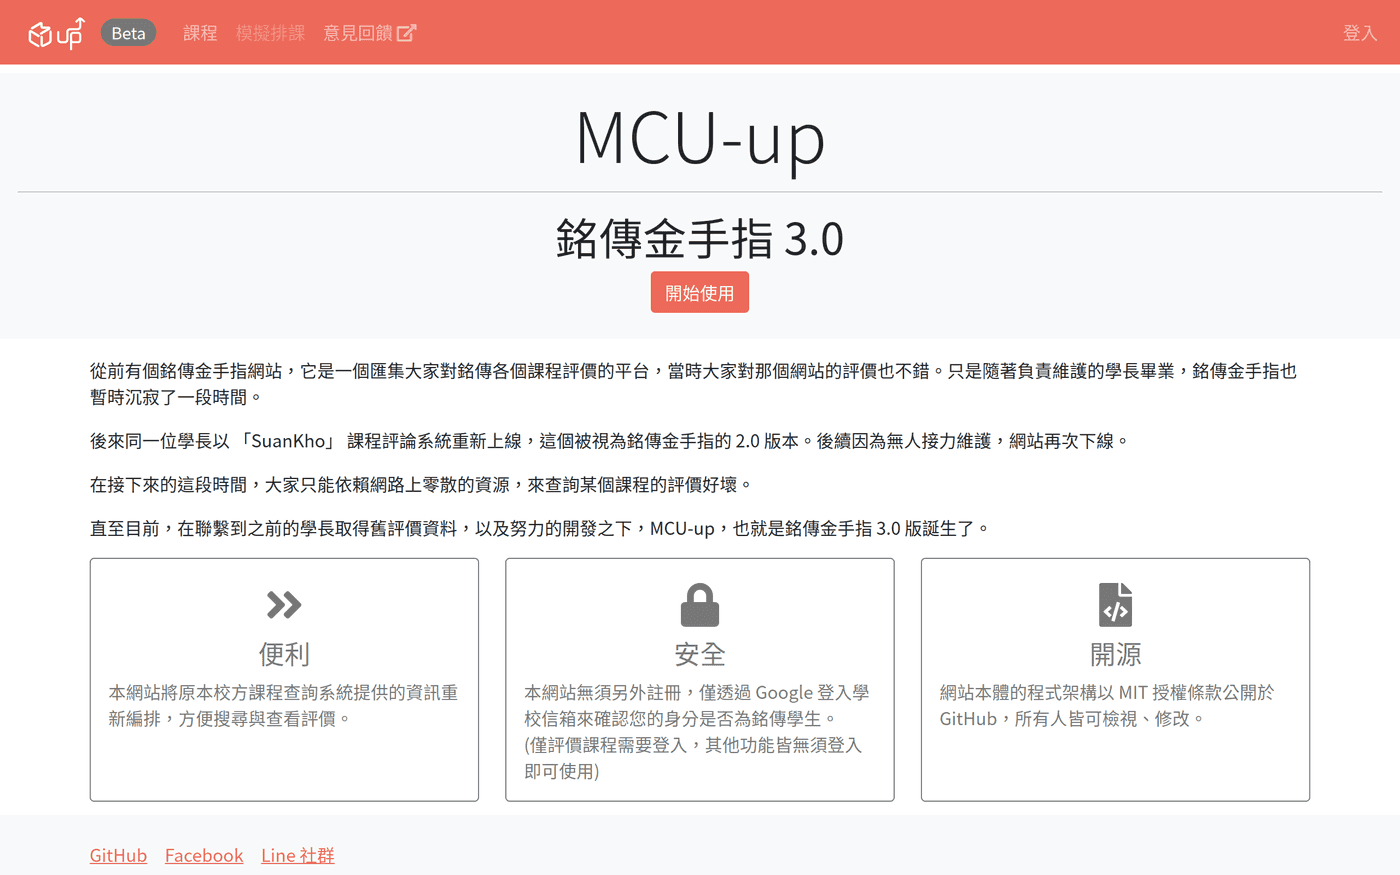 up Beta 課程 模擬排課 意見回饋 登入
MCU-up
銘傳金手指 3.0
開始使用
從前有個銘傳金手指網站，它是一個匯集大家對銘傳各個課程評價的平台，當時大家對那個網站的評價也不錯。只是隨著負責維護的學長畢業，銘傳金手指也
暫時沉寂了一段時間。
後來同一位學長以 「SuanKho」 課程評論系統重新上線，這個被視為銘傳金手指的 2.0 版本。後續因為無人接力維護，網站再次下線。
在接下來的這段時間，大家只能依賴網路上零散的資源，來查詢某個課程的評價好壞。
直至目前，在聯繫到之前的學長取得舊評價資料，以及努力的開發之下，MCU-up，也就是銘傳金手指 3.0 版誕生了。
便利
本網站將原本校方課程查詢系統提供的資訊重
新編排，方便搜尋與查看評價。
安全
本網站無須另外註冊，僅透過 Google 登入學
校信箱來確認您的身分是否為銘傳學生。
(僅評價課程需要登入，其他功能皆無須登入
即可使用)
開源
網站本體的程式架構以 MIT 授權條款公開於
GitHub，所有人皆可檢視、修改。
GitHub Facebook Line 社群